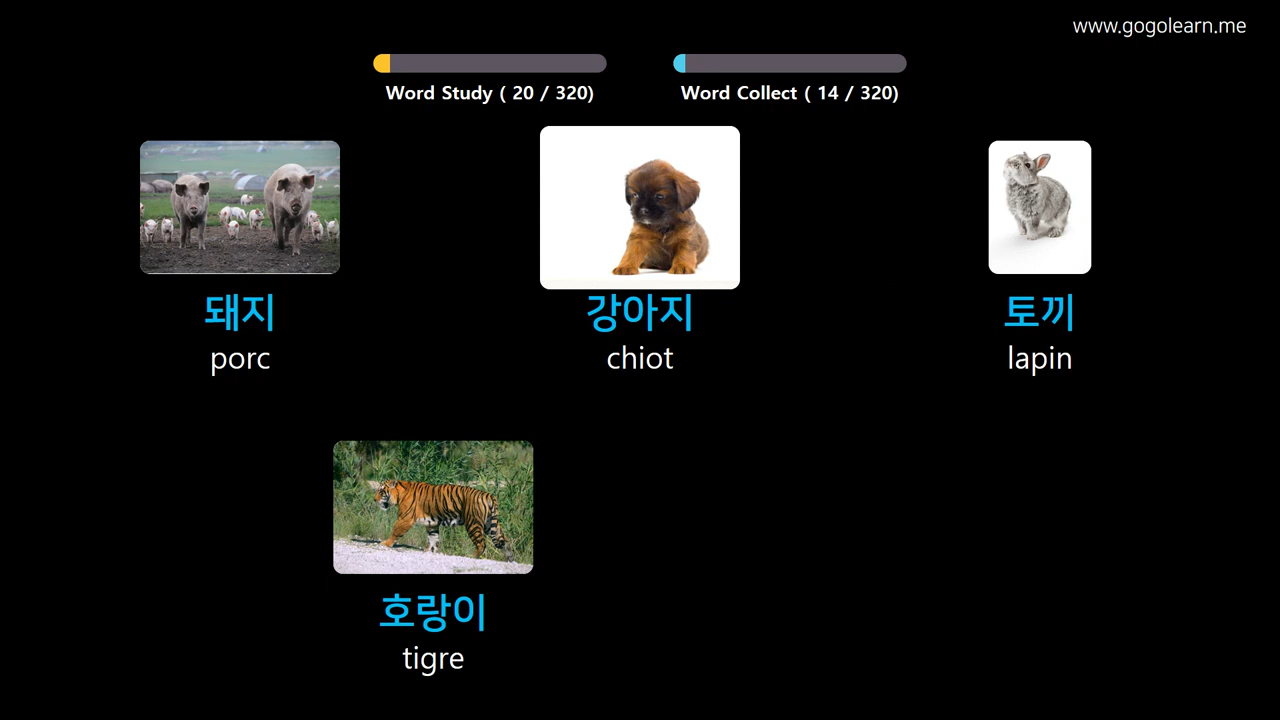 www.gogolearn.me
Word Study ( 20 / 320)
Word Collect ( 14 / 320)
돼지
porc
강아지
chiot
토끼
lapin
호랑이
tigre